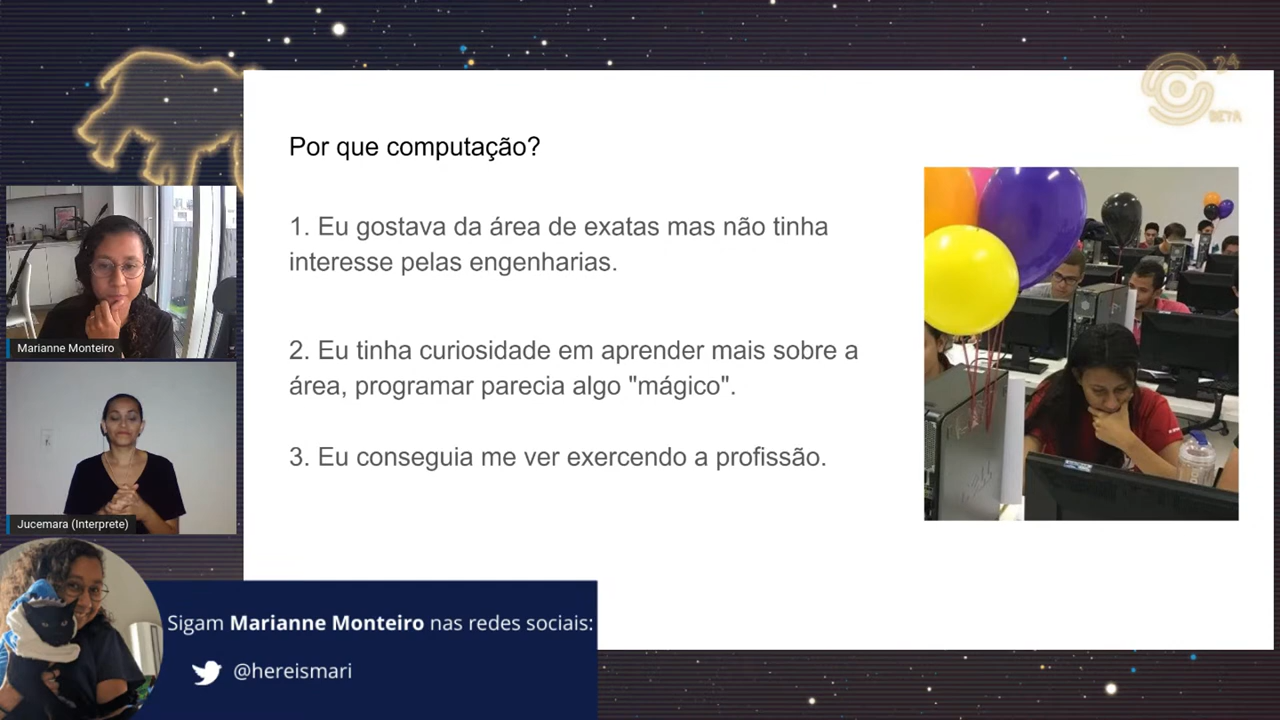 24
BETA
Por que computação?
1. Eu gostava da área de exatas mas não tinha
interesse pelas engenharias.
2. Eu tinha curiosidade em aprender mais sobre a
área, programar parecia algo "mágico".
3. Eu conseguia me ver exercendo a profissão.
Marianne Monteiro
Jucemara (Interprete)
Sigam Marianne Monteiro nas redes sociais:
@hereismari